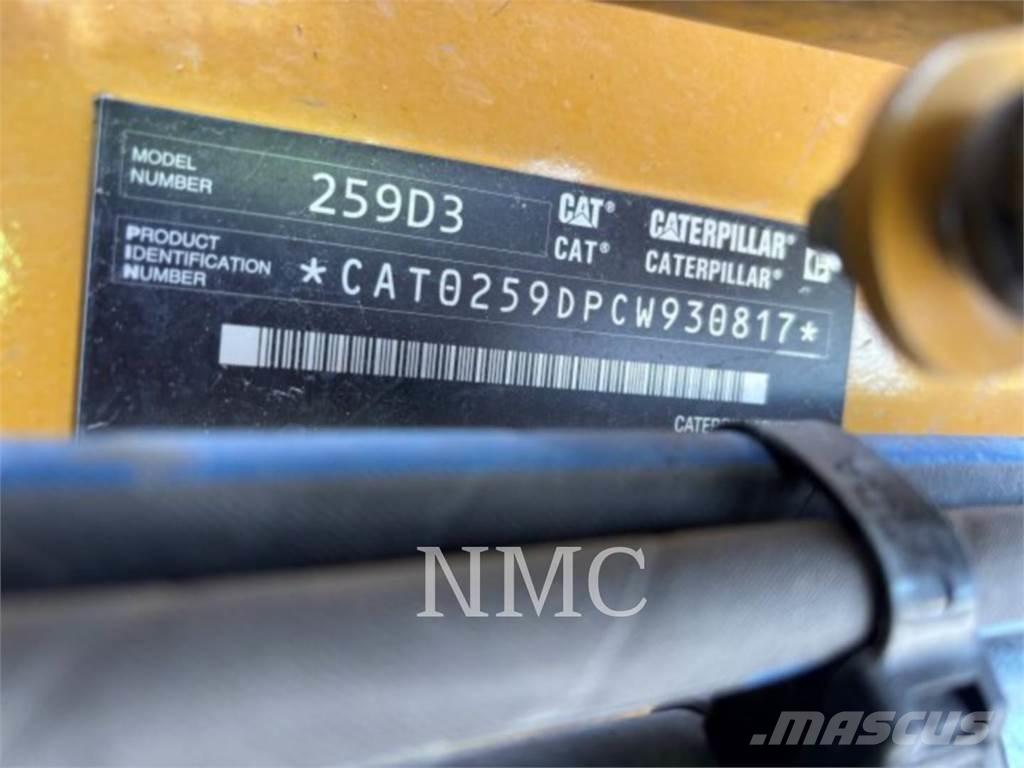 MODEL
NUMBER
259D3
CAT®
CAT®
CATERPILLAR®
CATERPILLAR®
PRODUCT
IDENTIFICATION
NUMBER
*CAT0259DPCW930817*
NMC
MASCUS